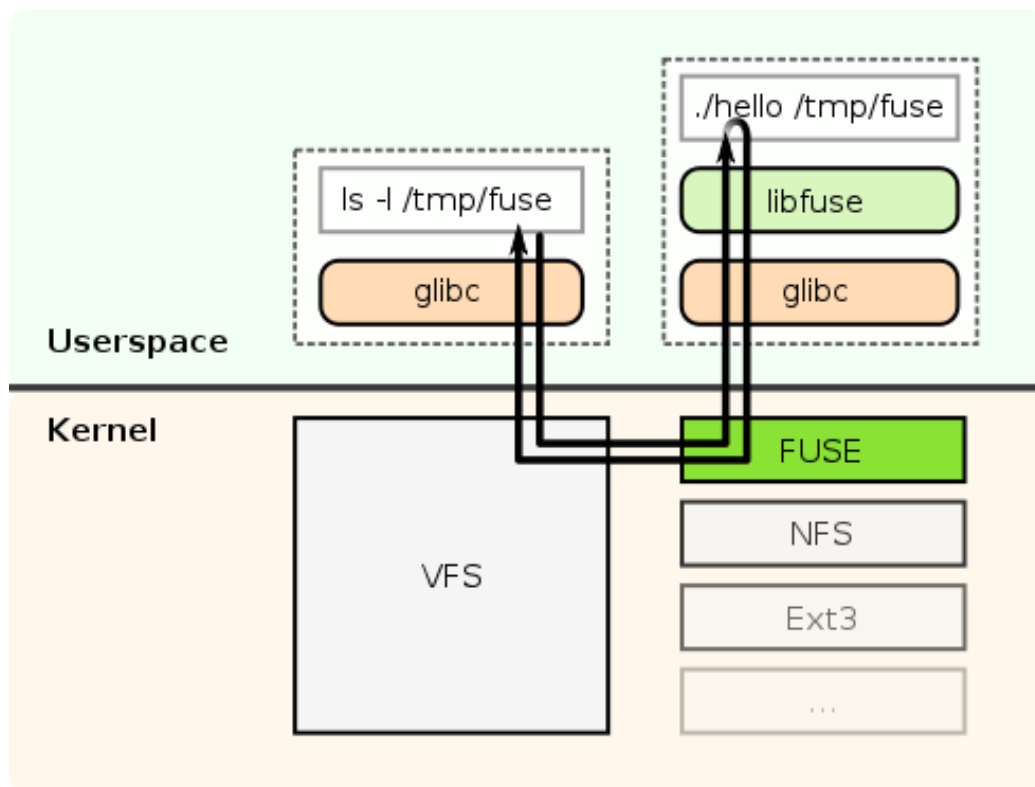 ./hello /tmp/fuse
ls -l /tmp/fuse
libfuse
glibc
glibc
Userspace
Kernel
FUSE
NFS
VFS
Ext3
...